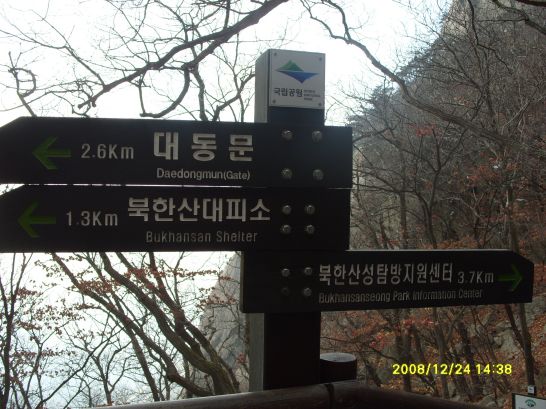 국립공원
2.6Km 대동문
Daedongmun(Gate)
1.3Km 북한산대피소
Bukhansan Shelter
북한산성탐방지원센터 3.7Km
Bukhansanseong Park Information Center
2008/12/24 14:38